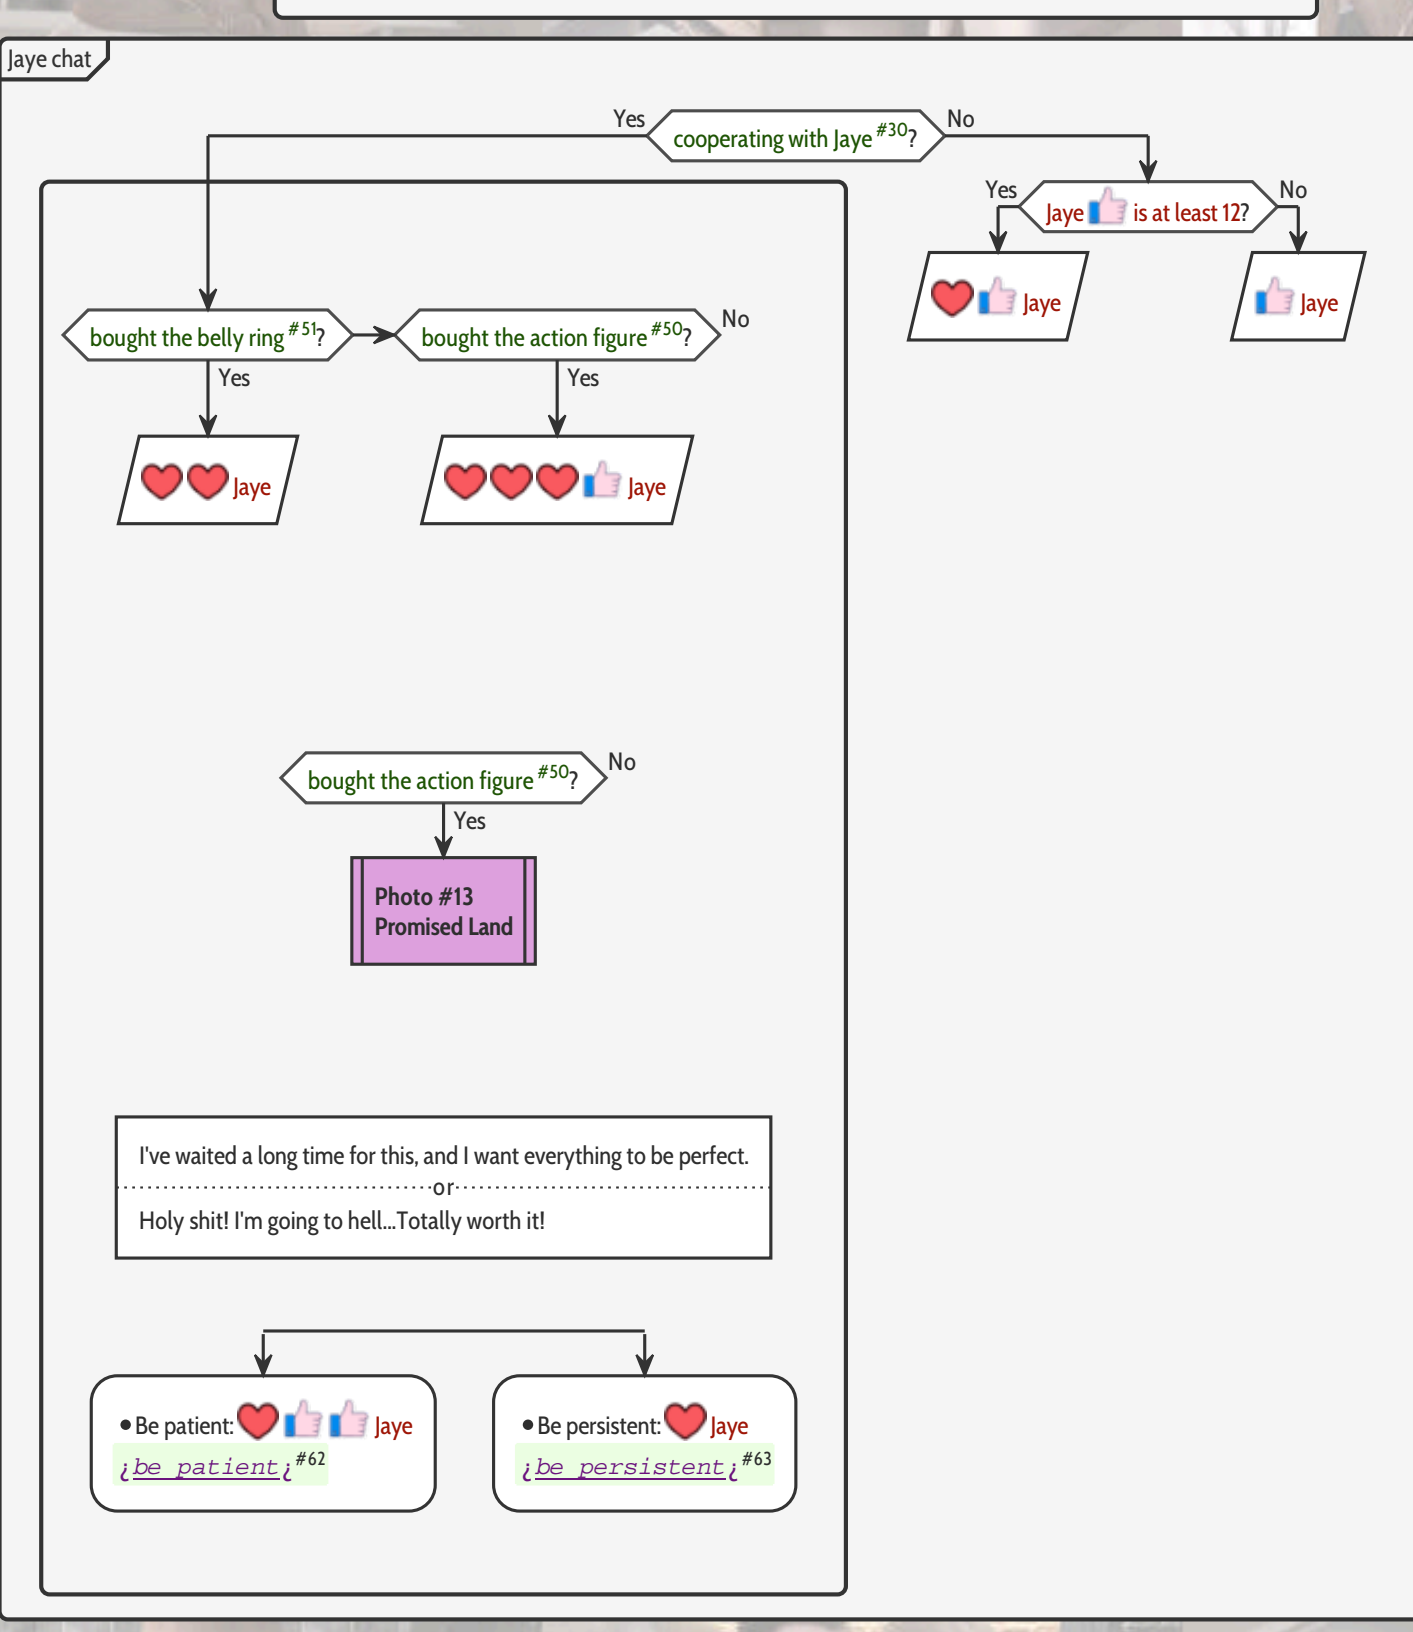 Jaye chat
Yes
cooperating with Jaye #30?
No
Yes
Jaye is at least 12?
No
Jaye
Jaye
bought the belly ring #51?
bought the action figure #50?
No
Yes
Yes
Jaye
Jaye
bought the action figure #50?
No
Yes
Photo #13
Promised Land
I've waited a long time for this, and I want everything to be perfect.
or
Holy shit! I'm going to hell...Totally worth it!
•Be patient: Jaye
¿be patient¿ #62
•Be persistent: Jaye
¿be persistent¿ #63